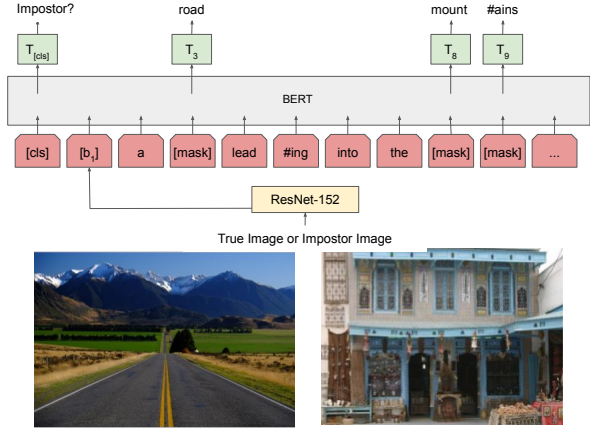 Impostor? road mount #ains
T[cls] T3 T8 T9
BERT
[cls] [b1] a [mask] lead #ing into the [mask] [mask] ...
ResNet-152
True Image or Impostor Image